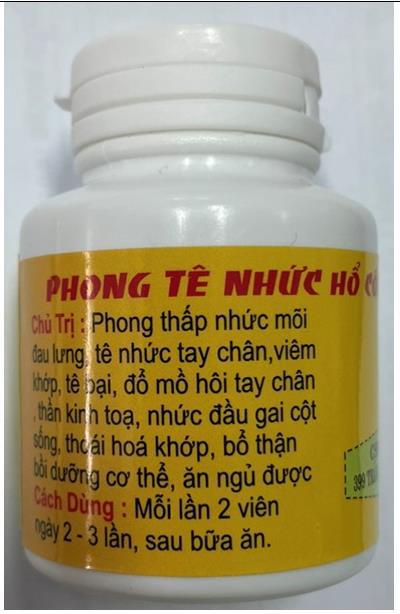 PHONG TÊ NHỨC HỔ
Chủ Trị : Phong thấp nhức mõi
đau lưng, tê nhức tay chân,viêm
khớp, tê bại, đổ mồ hôi tay chân
, thần kinh toạ, nhức đầu gai cột
sống, thoái hoá khớp, bổ thận
bồi dưỡng cơ thể, ăn ngủ được
Cách Dùng : Mỗi lần 2 viên
ngày 2 - 3 lần, sau bữa ăn.
399